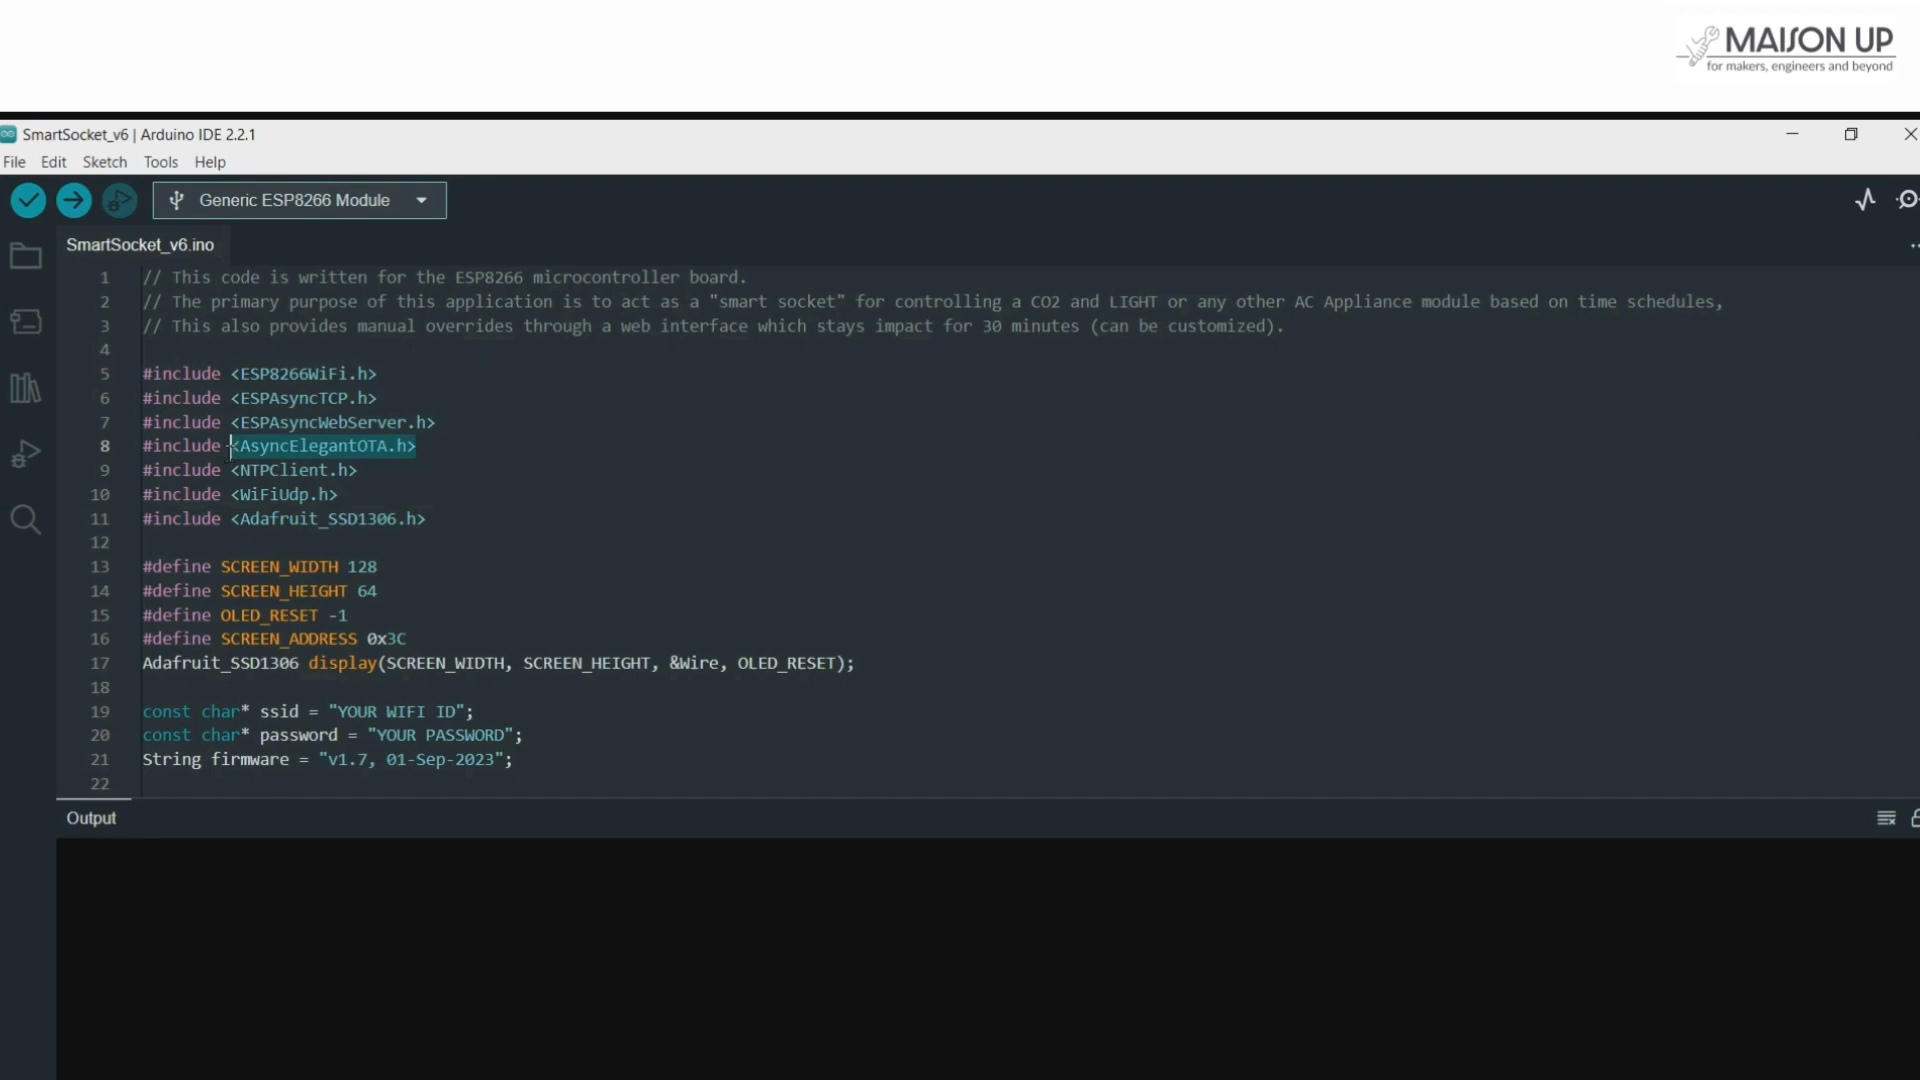 MAISON UP
for makers, engineers and beyond
SmartSocket_v6 | Arduino IDE 2.2.1
File Edit Sketch Tools Help
Generic ESP8266 Module
SmartSocket_v6.ino
1 // This code is written for the ESP8266 microcontroller board.
2 // The primary purpose of this application is to act as a "smart socket" for controlling a CO2 and LIGHT or any other AC Appliance module based on time schedules,
3 // This also provides manual overrides through a web interface which stays impact for 30 minutes (can be customized).
4
5 #include <ESP8266WiFi.h>
6 #include <ESPAsyncTCP.h>
7 #include <ESPAsyncWebServer.h>
8 #include <AsyncElegantOTA.h>
9 #include <NTPClient.h>
10 #include <WiFiUdp.h>
11 #include <Adafruit_SSD1306.h>
12
13 #define SCREEN_WIDTH 128
14 #define SCREEN_HEIGHT 64
15 #define OLED_RESET -1
16 #define SCREEN_ADDRESS 0x3C
17 Adafruit_SSD1306 display(SCREEN_WIDTH, SCREEN_HEIGHT, &Wire, OLED_RESET);
18
19 const char* ssid = "YOUR WIFI ID";
20 const char* password = "YOUR PASSWORD";
21 String firmware = "v1.7, 01-Sep-2023";
22
Output